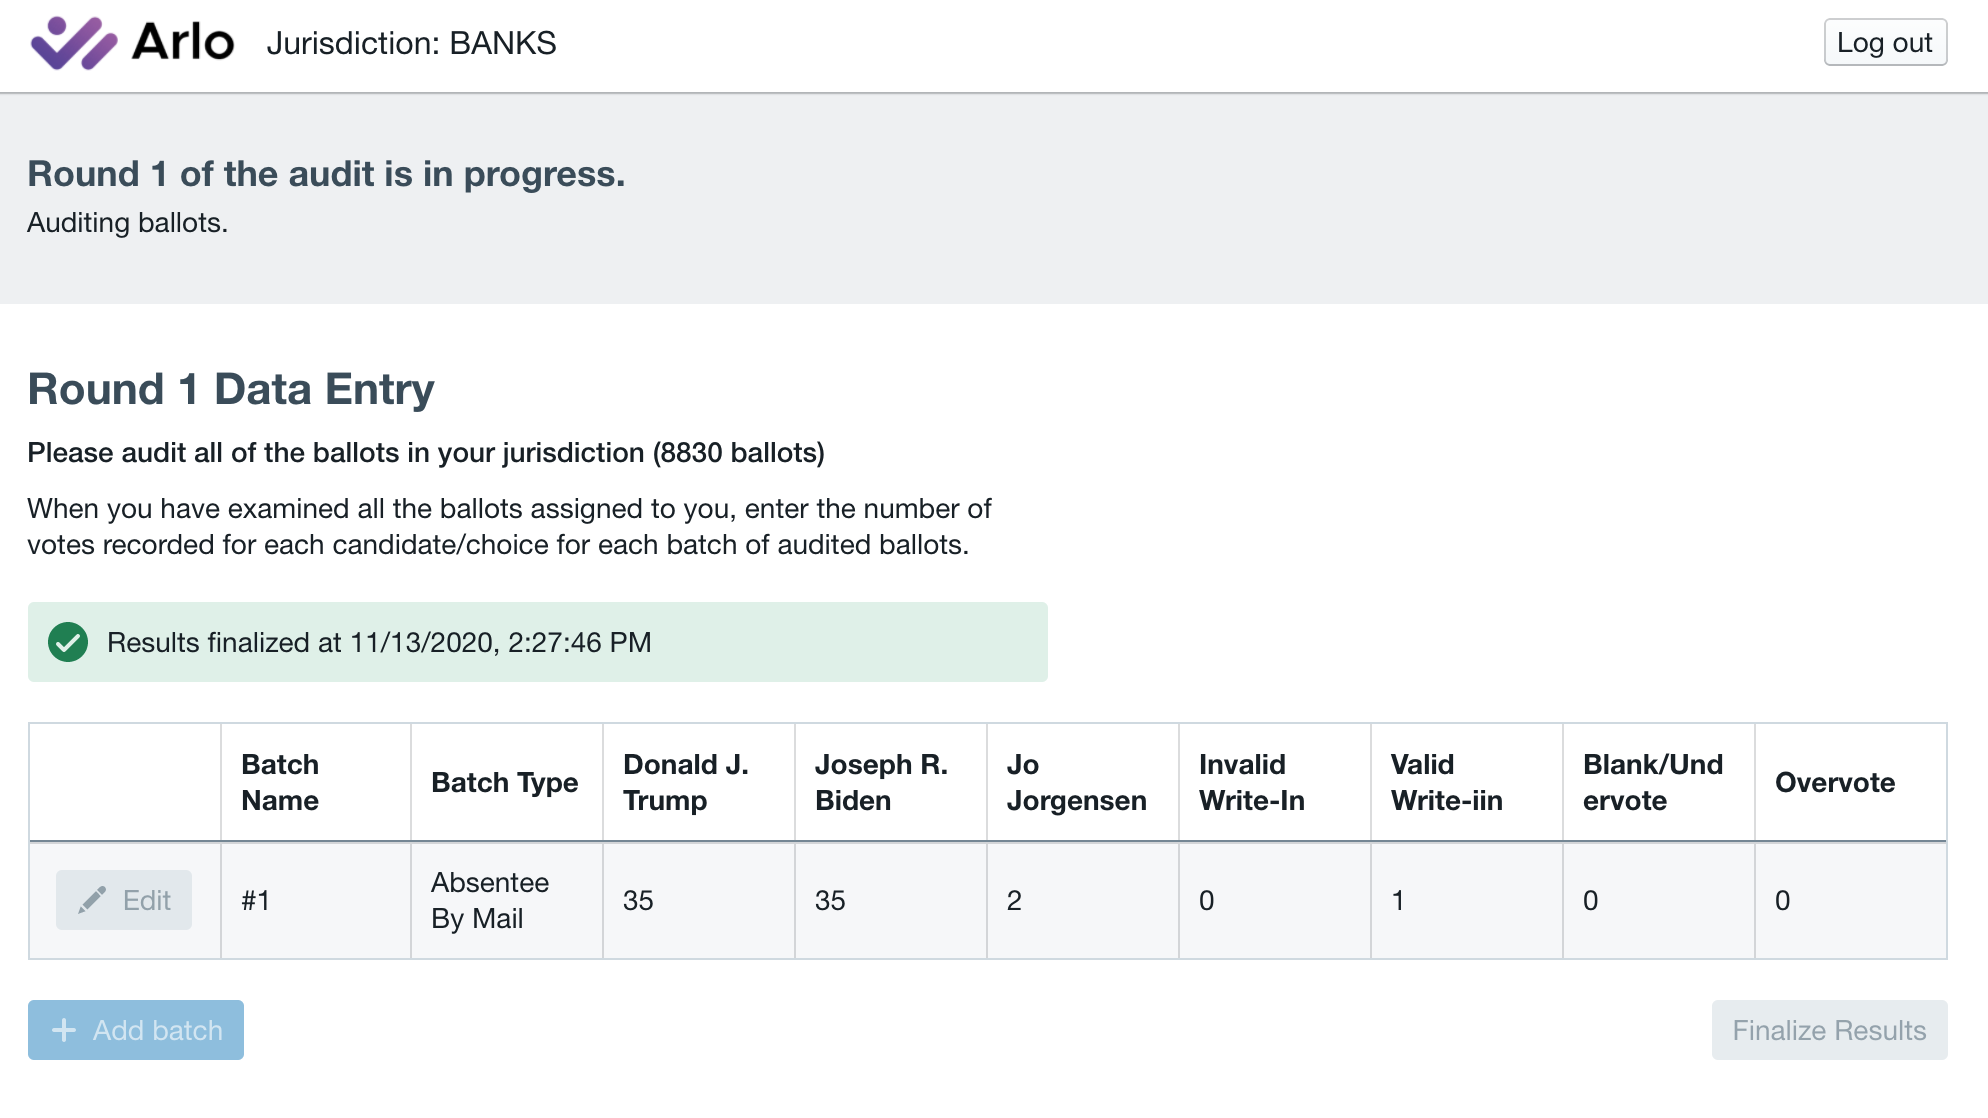 Arlo Jurisdiction: BANKS Log out
Round 1 of the audit is in progress.
Auditing ballots.
Round 1 Data Entry
Please audit all of the ballots in your jurisdiction (8830 ballots)
When you have examined all the ballots assigned to you, enter the number of
votes recorded for each candidate/choice for each batch of audited ballots.
Results finalized at 11/13/2020, 2:27:46 PM
Batch
Name
Batch Type
Donald J.
Trump
Joseph R.
Biden
Jo
Jorgensen
Invalid
Write-In
Valid
Write-iin
Blank/Und
ervote
Overvote
Edit
#1
Absentee
By Mail
35
35
2
0
1
0
0
Add batch
Finalize Results